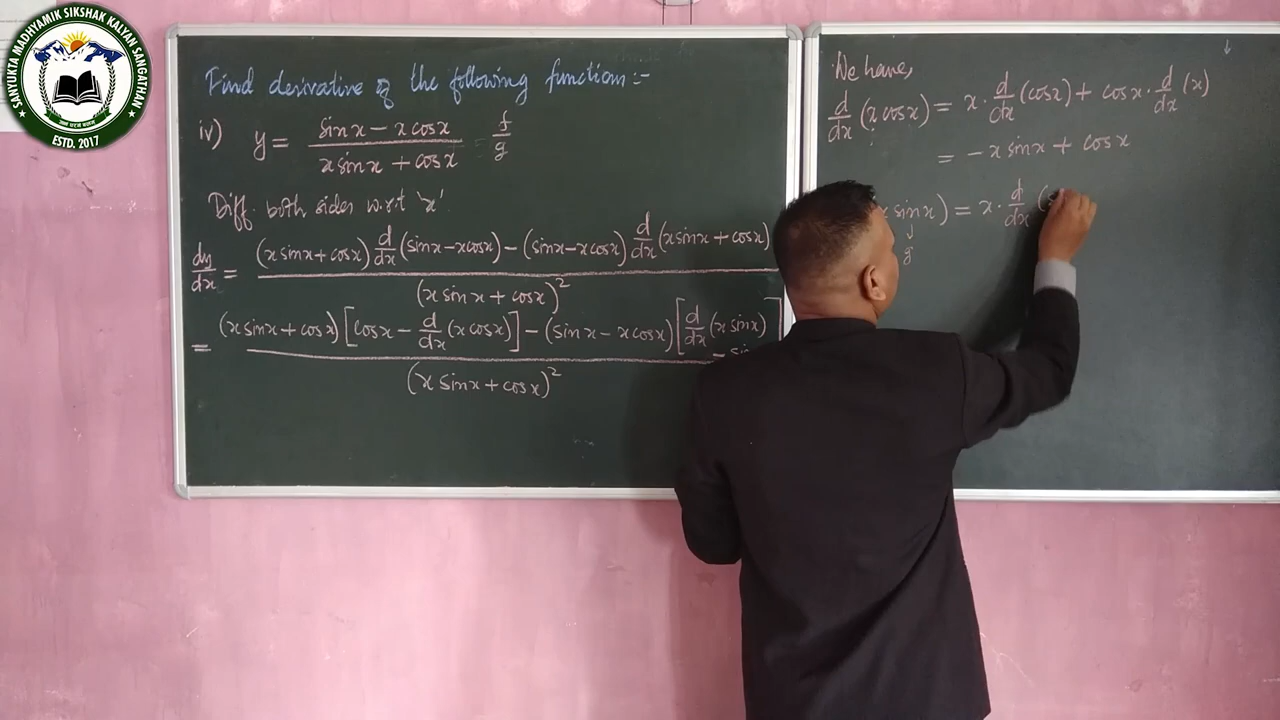 SANYUKTA MADHYAMIK SIKSHAK KALYAN SANGATHAN
ESTD. 2017
Find derivative of the following functions:-
iv) y = (sin x - x cos x) / (x sin x + cos x) = f/g
Diff. both sides w.r.t 'x'.
dy/dx = [(x sin x + cos x) d/dx (sin x - x cos x) - (sin x - x cos x) d/dx (x sin x + cos x)] / (x sin x + cos x)²
= (x sin x + cos x) [cos x - d/dx (x cos x)] - (sin x - x cos x) [d/dx (x sin x) - sin ] / (x sin x + cos x)²
We have,
d/dx (x cos x) = x · d/dx (cos x) + cos x · d/dx (x)
= - x sin x + cos x
x sin x) = x · d/dx (s
g